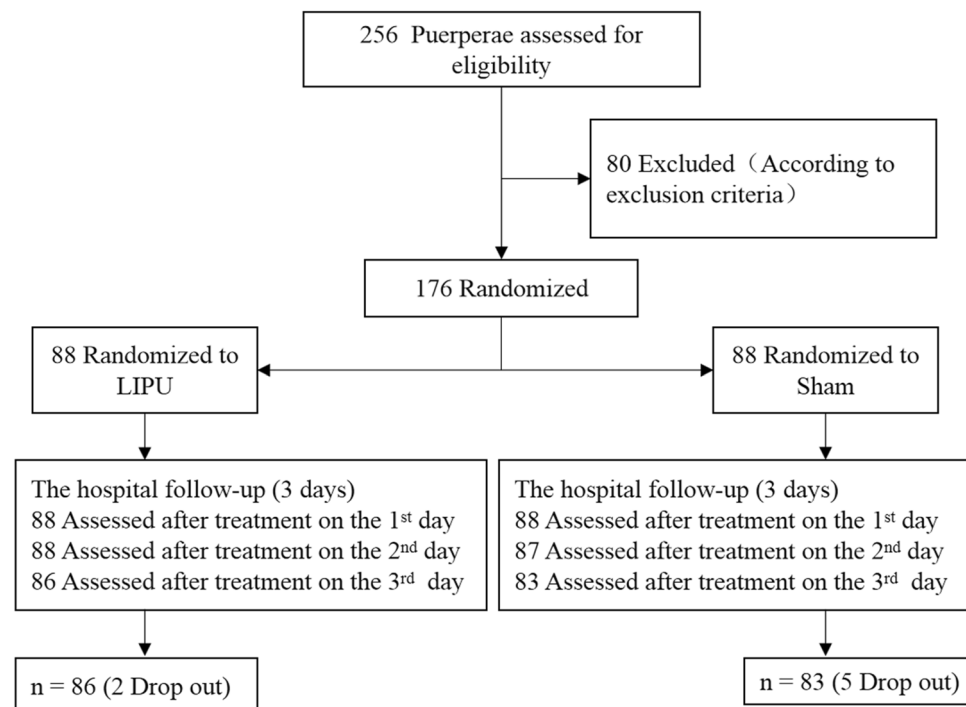 256 Puerperae assessed for
eligibility
80 Excluded（According to
exclusion criteria）
176 Randomized
88 Randomized to
LIPU
88 Randomized to
Sham
The hospital follow-up (3 days)
88 Assessed after treatment on the 1st day
88 Assessed after treatment on the 2nd day
86 Assessed after treatment on the 3rd day
The hospital follow-up (3 days)
88 Assessed after treatment on the 1st day
87 Assessed after treatment on the 2nd day
83 Assessed after treatment on the 3rd day
n = 86 (2 Drop out)
n = 83 (5 Drop out)